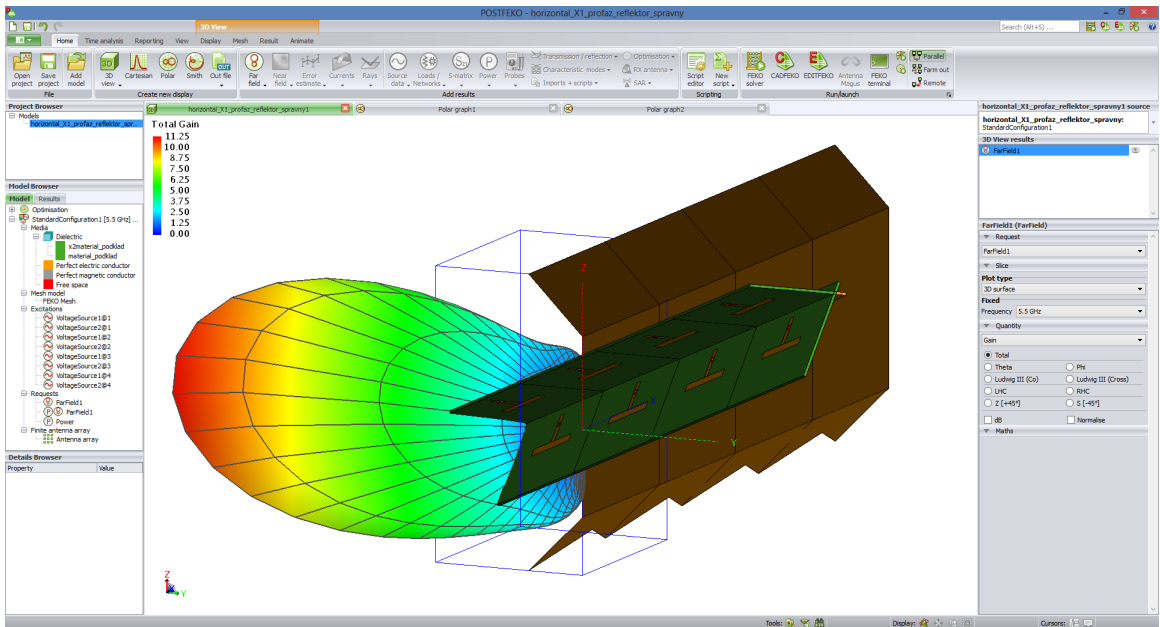 POSTFEKO - horizontal_X1_profaz_reflektor_spravny
3D View
Search (Alt+S) ...
Home Time analysis Reporting View Display Mesh Result Animate
Open project Save project Add model 3D view Cartesian Polar Smith Out file Far field Near field Error estimate Currents Rays Source data Loads / Networks S-matrix Power Probes
Transmission / reflection Optimisation
Characteristic modes RX antenna
Imports + scripts SAR
Script editor New script FEKO solver CADFEKO EDITFEKO Antenna Magus FEKO terminal
Parallel
Farm out
Remote
File Create new display Add results Scripting Run/launch
Project Browser
Models
horizontal_X1_profaz_reflektor_spr...
horizontal_X1_profaz_reflektor_spravny1 Polar graph1 Polar graph2
Model Browser
Model Results
Optimisation
StandardConfiguration1 [5.5 GHz] ...
Media
Dielectric
x2material_podklad
material_podklad
Perfect electric conductor
Perfect magnetic conductor
Free space
Mesh model
FEKO Mesh
Excitations
VoltageSource1@1
VoltageSource2@1
VoltageSource1@2
VoltageSource2@2
VoltageSource1@3
VoltageSource2@3
VoltageSource1@4
VoltageSource2@4
Requests
FarField1
FarField1
Power
Finite antenna array
Antenna array
Details Browser
Property Value
Total Gain
11.25
10.00
8.75
7.50
6.25
5.00
3.75
2.50
1.25
0.00
Z
X
Y
Z
X
Y
horizontal_X1_profaz_reflektor_spravny1 source
horizontal_X1_profaz_reflektor_spravny:
StandardConfiguration1
3D View results
FarField1
FarField1 (FarField)
Request
FarField1
Slice
Plot type
3D surface
Fixed
Frequency 5.5 GHz
Quantity
Gain
Total
Theta Phi
Ludwig III (Co) Ludwig III (Cross)
LHC RHC
Z [+45°] S [-45°]
dB Normalise
Maths
Tools: Display: Cursors: